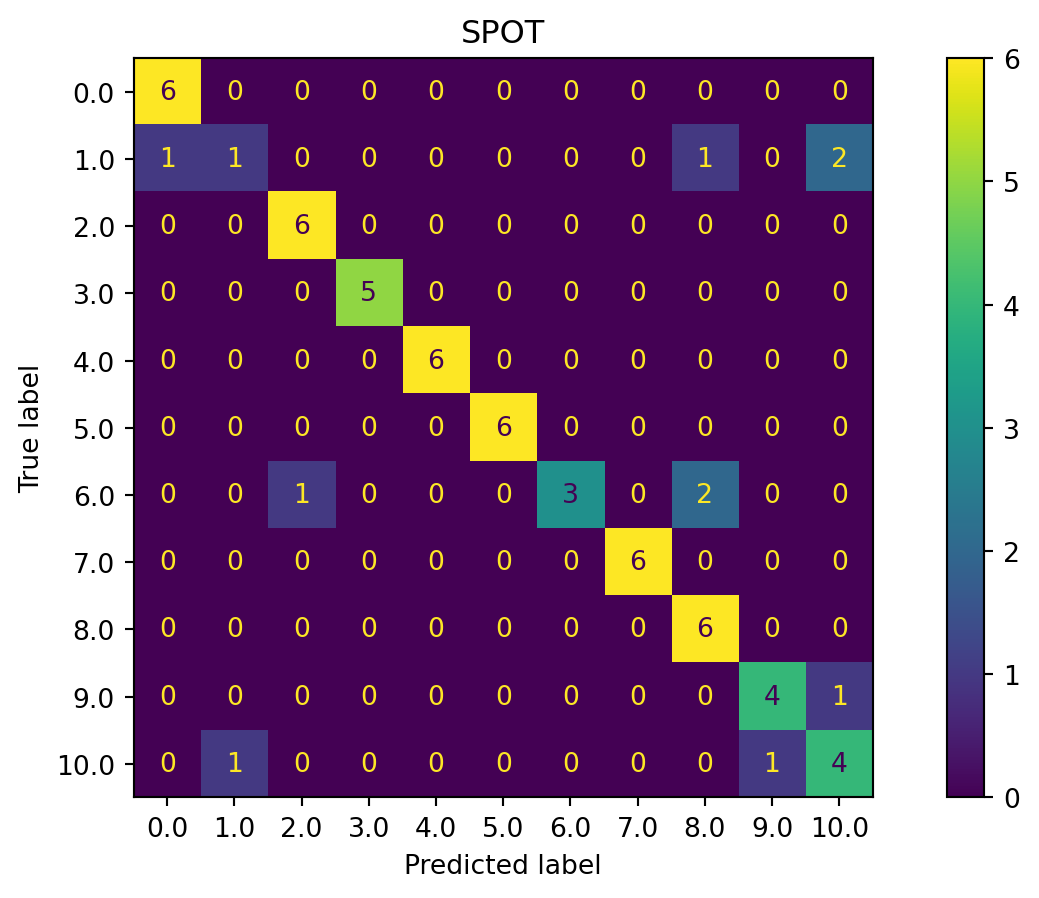 SPOT
0.0 6 0 0 0 0 0 0 0 0 0 0
1.0 1 1 0 0 0 0 0 0 1 0 2
2.0 0 0 6 0 0 0 0 0 0 0 0
3.0 0 0 0 5 0 0 0 0 0 0 0
4.0 0 0 0 0 6 0 0 0 0 0 0
5.0 0 0 0 0 0 6 0 0 0 0 0
6.0 0 0 1 0 0 0 3 0 2 0 0
7.0 0 0 0 0 0 0 0 6 0 0 0
8.0 0 0 0 0 0 0 0 0 6 0 0
9.0 0 0 0 0 0 0 0 0 0 4 1
10.0 0 1 0 0 0 0 0 0 0 1 4
0.0 1.0 2.0 3.0 4.0 5.0 6.0 7.0 8.0 9.0 10.0
Predicted label
True label
6
5
4
3
2
1
0